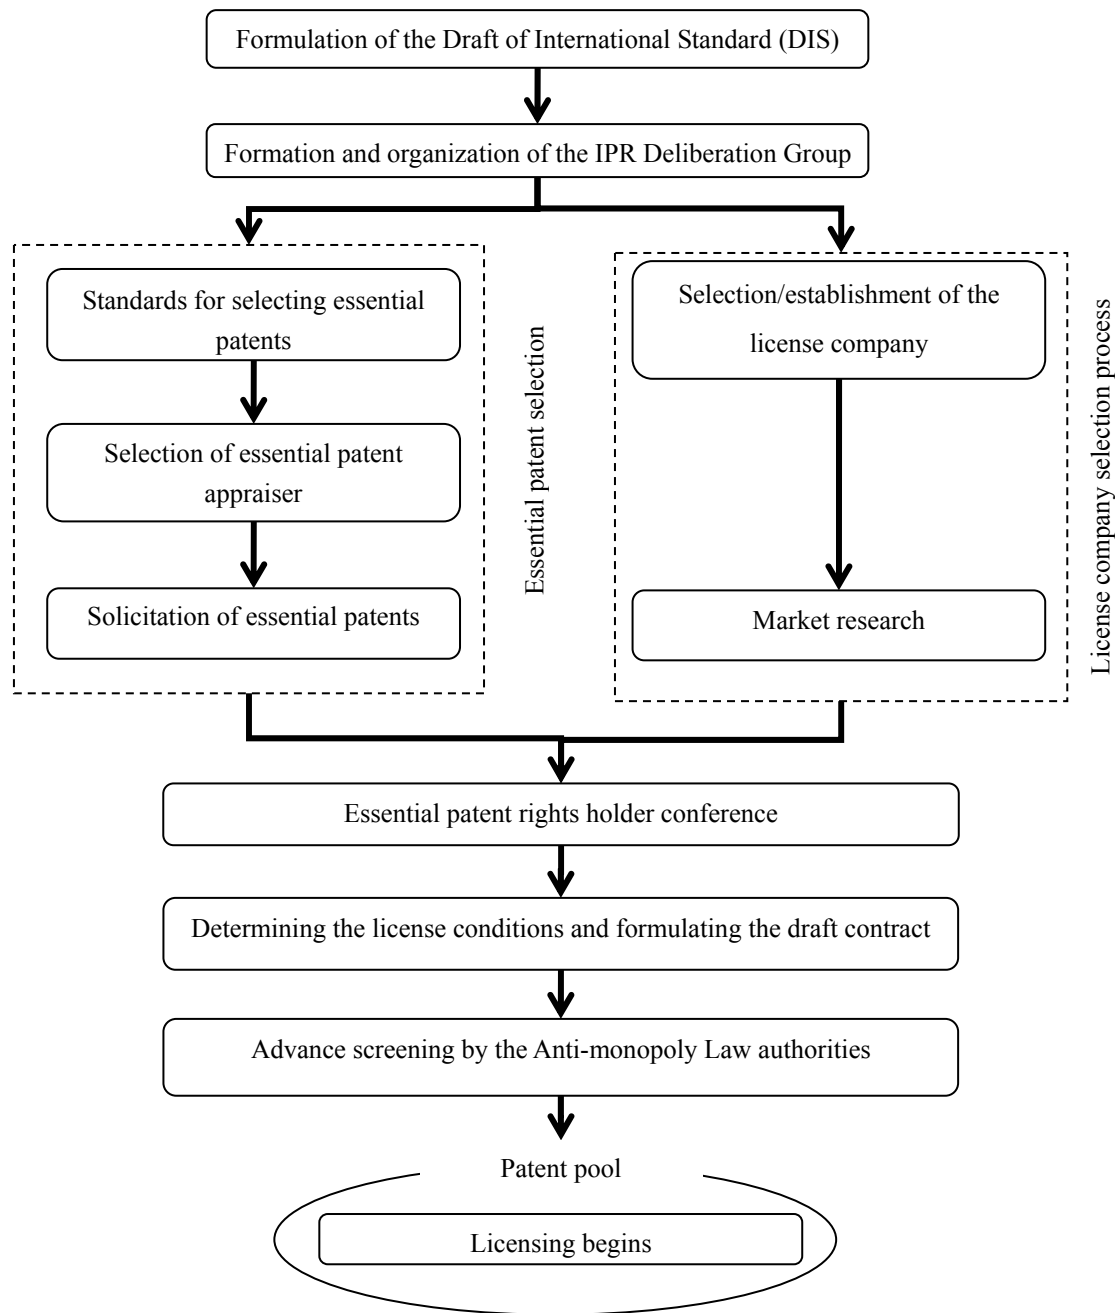 Formulation of the Draft of International Standard (DIS)
Formation and organization of the IPR Deliberation Group
Standards for selecting essential
patents
Selection of essential patent
appraiser
Solicitation of essential patents
Essential patent selection
Selection/establishment of the
license company
Market research
License company selection process
Essential patent rights holder conference
Determining the license conditions and formulating the draft contract
Advance screening by the Anti-monopoly Law authorities
Patent pool
Licensing begins